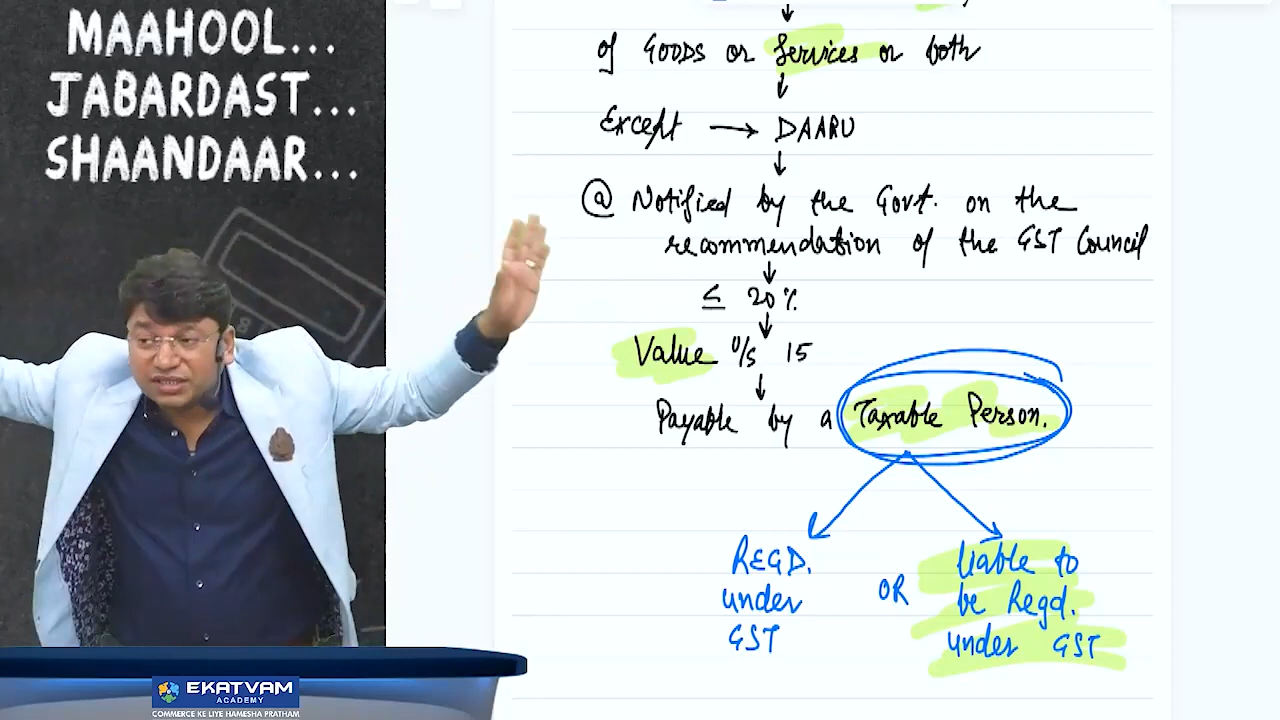 MAAHOOL...
JABARDAST...
SHAANDAAR...
of GOODS or Services or both
Except → DAARU
@ Notified by the Govt. on the
recommendation of the GST Council
≤ 20%
Value u/s 15
Payable by a Taxable Person.
REGD.
under
GST
OR
liable to
be Regd.
under GST
EKATVAM
ACADEMY
COMMERCE KE LIYE HAMESHA PRATHAM